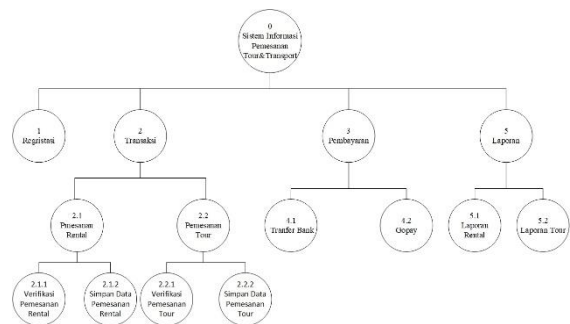 0
Sistem Informasi
Pemesanan
Tour&Transport
1
Regristasi
2
Transaksi
3
Pembayaran
5
Laporan
2.1
Pmesanan
Rental
2.2
Pemesanan
Tour
4.1
Tranfer Bank
4.2
Gopay
5.1
Laporan
Rental
5.2
Laporan Tour
2.1.1
Verifikasi
Pemesanan
Rental
2.1.2
Simpan Data
Pemesanan
Rental
2.2.1
Verifikasi
Pemesanan
Tour
2.2.2
Simpan Data
Pemesanan
Tour